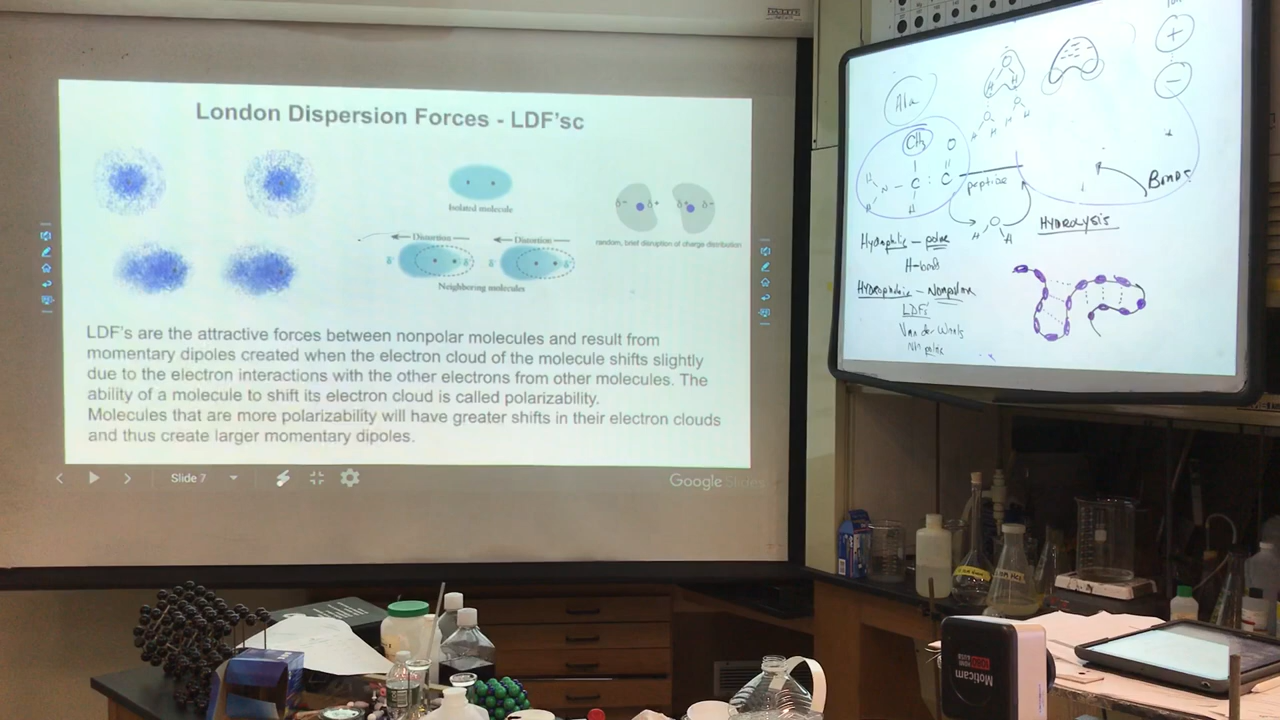 London Dispersion Forces - LDF'sc
Isolated molecule
Distortion
Distortion
δ-
δ-
Neighboring molecules
δ- δ+ δ+ δ-
random, brief disruption of charge distribution
LDF's are the attractive forces between nonpolar molecules and result from
momentary dipoles created when the electron cloud of the molecule shifts slightly
due to the electron interactions with the other electrons from other molecules. The
ability of a molecule to shift its electron cloud is called polarizability.
Molecules that are more polarizability will have greater shifts in their electron clouds
and thus create larger momentary dipoles.
Slide 7
Google Slides
Ala
+
-
O
H
O
H H
CH3
O
H N - C - C
H H
peptide
Bonds
O
H H
HYDROLYSIS
Hydrophilic - polar
H-bonds
Hydrophobic - Nonpolar
LDFs
Van der Waals
Non polar
HCl
Moticam
1080
HDMI